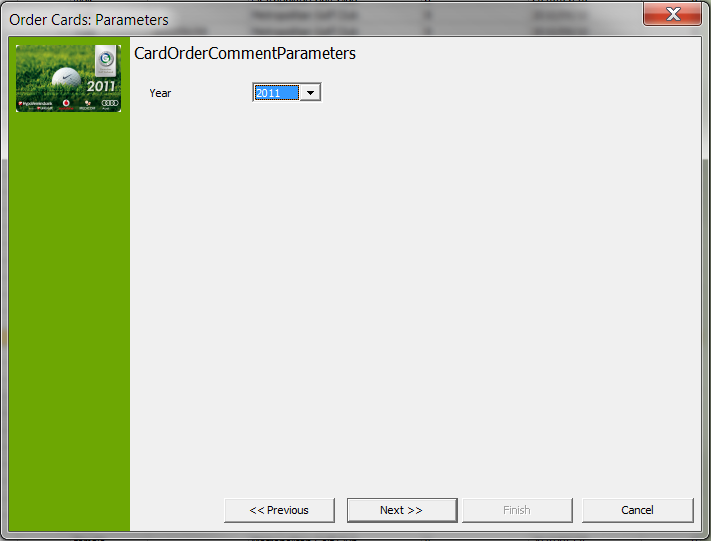 Order Cards: Parameters
CardOrderCommentParameters
2011
Year
2011
<< Previous
Next >>
Finish
Cancel